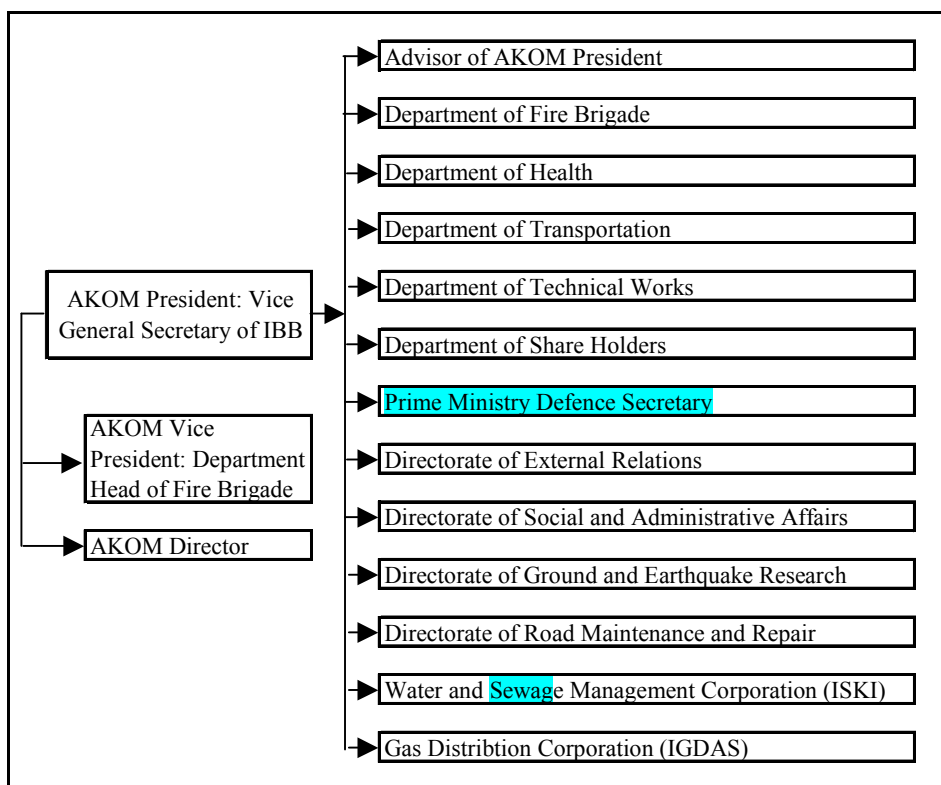 AKOM President: Vice
General Secretary of IBB
AKOM Vice
President: Department
Head of Fire Brigade
AKOM Director
Advisor of AKOM President
Department of Fire Brigade
Department of Health
Department of Transportation
Department of Technical Works
Department of Share Holders
Prime Ministry Defence Secretary
Directorate of External Relations
Directorate of Social and Administrative Affairs
Directorate of Ground and Earthquake Research
Directorate of Road Maintenance and Repair
Water and Sewage Management Corporation (ISKI)
Gas Distribtion Corporation (IGDAS)